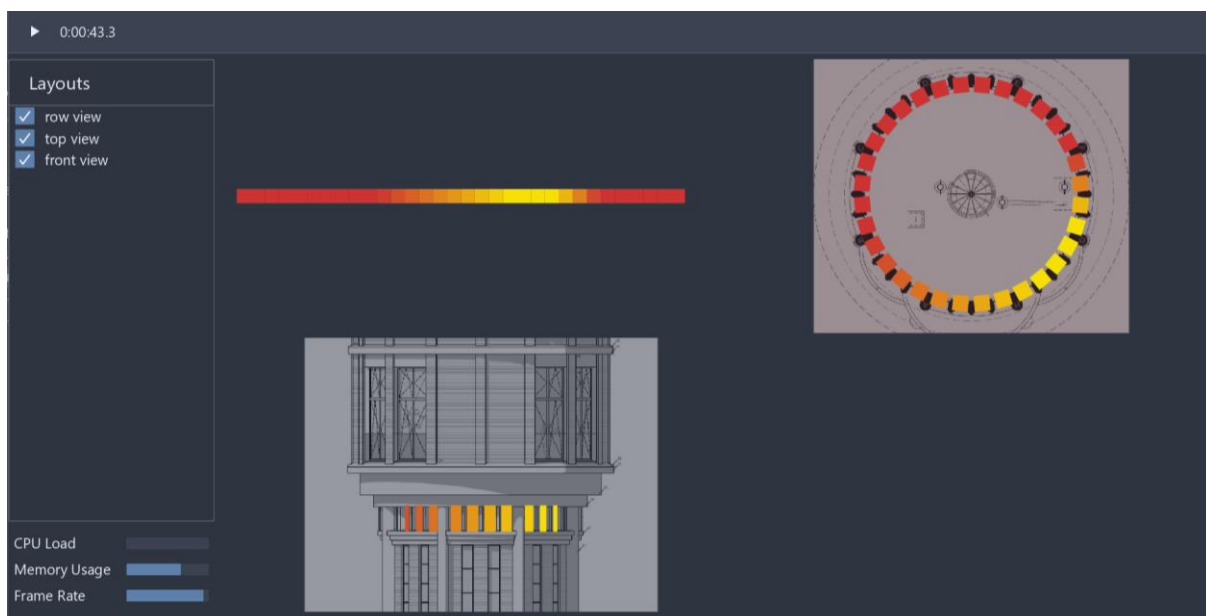 0:00:43.3
Layouts
row view
top view
front view
CPU Load
Memory Usage
Frame Rate